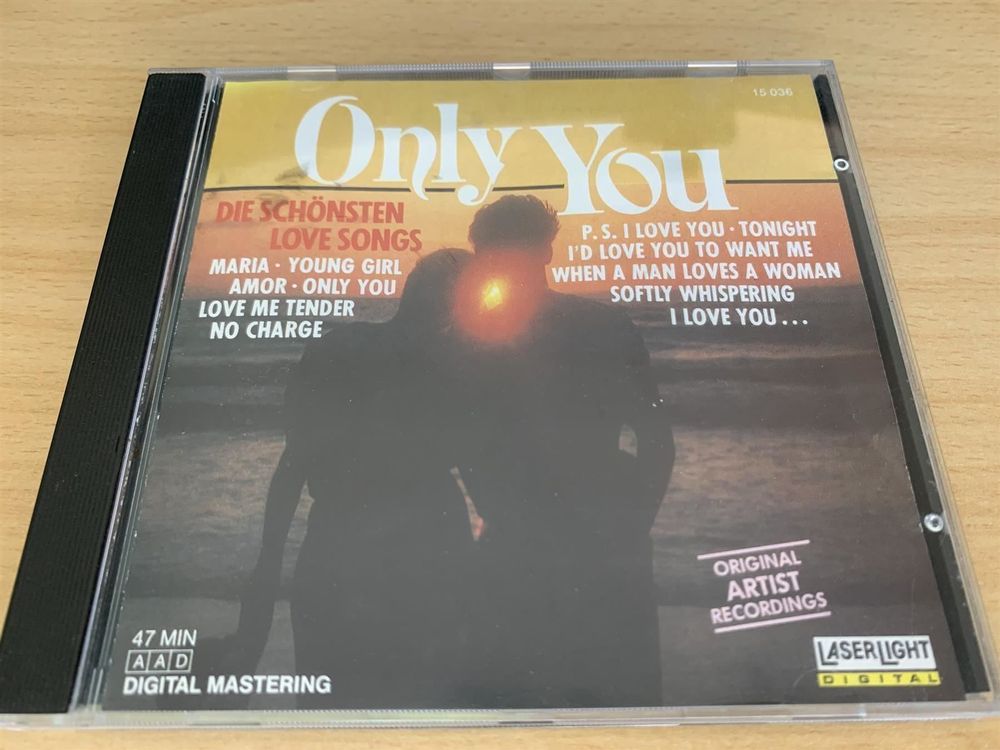 15 036
Only You
DIE SCHÖNSTEN
LOVE SONGS
MARIA · YOUNG GIRL
AMOR · ONLY YOU
LOVE ME TENDER
NO CHARGE
P.S. I LOVE YOU · TONIGHT
I'D LOVE YOU TO WANT ME
WHEN A MAN LOVES A WOMAN
SOFTLY WHISPERING
I LOVE YOU...
ORIGINAL
ARTIST
RECORDINGS
47 MIN
AAD
DIGITAL MASTERING
LASERLIGHT
DIGITAL